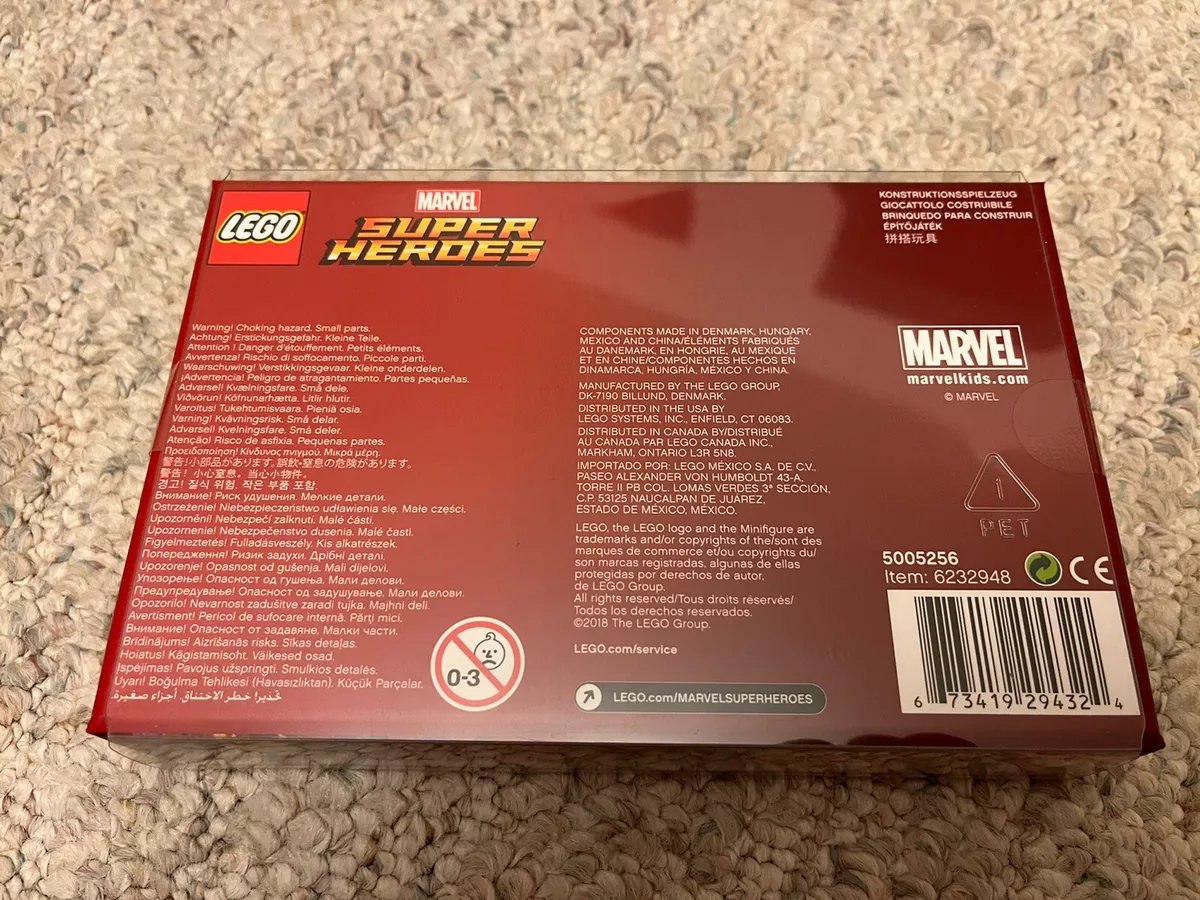 LEGO
MARVEL
SUPER
HEROES
KONSTRUKTIONSSPIELZEUG
GIOCATTOLO COSTRUIBILE
BRINQUEDO PARA CONSTRUIR
ÉPÍTŐJÁTÉK
拼搭玩具
Warning! Choking hazard. Small parts.
Achtung! Erstickungsgefahr. Kleine Teile.
Attention ! Danger d'étouffement. Petits éléments.
Avvertenza! Rischio di soffocamento. Piccole parti.
Waarschuwing! Verstikkingsgevaar. Kleine onderdelen.
¡Advertencia! Peligro de atragantamiento. Partes pequeñas.
Advarsel! Kvælningsfare. Små dele.
Viðvörun! Köfnunarhætta. Litlir hlutir.
Varoitus! Tukehtumisvaara. Pieniä osia.
Varning! Kvävningsrisk. Små delar.
Advarsel! Kvelningsfare. Små deler.
Atenção! Risco de asfixia. Pequenas partes.
Προειδοποίηση! Κίνδυνος πνιγμού. Μικρά μέρη.
警告!小部品があります。誤飲・窒息の危険があります。
警告! 小心窒息。当心小物件。
경고! 질식 위험. 작은 부품 포함.
Внимание! Риск удушения. Мелкие детали.
Ostrzeżenie! Niebezpieczeństwo udławienia się. Małe części.
Upozornění! Nebezpečí zalknutí. Malé části.
Upozornenie! Nebezpečenstvo dusenia. Malé časti.
Figyelmeztetés! Fulladásveszély. Kis alkatrészek.
Попередження! Ризик задухи. Дрібні деталі.
Upozorenje! Opasnost od gušenja. Mali dijelovi.
Упозорење! Опасност од гушења. Мали делови.
Предупредување! Опасност од задушување. Мали делови.
Opozorilo! Nevarnost zadušitve zaradi tujka. Majhni deli.
Avertisment! Pericol de sufocare internă. Părți mici.
Внимание! Опасност от задавяне. Малки части.
Brīdinājums! Aizrīšanās risks. Sīkas detaļas.
Hoiatus! Kägistamisoht. Väikesed osad.
Įspėjimas! Pavojus užspringti. Smulkios detalės.
Uyarı! Boğulma Tehlikesi (Havasızlıktan). Küçük Parçalar.
تحذير! خطر الاختناق. أجزاء صغيرة.
0-3
COMPONENTS MADE IN DENMARK, HUNGARY,
MEXICO AND CHINA/ÉLÉMENTS FABRIQUÉS
AU DANEMARK, EN HONGRIE, AU MEXIQUE
ET EN CHINE/COMPONENTES HECHOS EN
DINAMARCA, HUNGRÍA, MÉXICO Y CHINA.
MANUFACTURED BY THE LEGO GROUP,
DK-7190 BILLUND, DENMARK.
DISTRIBUTED IN THE USA BY
LEGO SYSTEMS, INC., ENFIELD, CT 06083.
DISTRIBUTED IN CANADA BY/DISTRIBUÉ
AU CANADA PAR LEGO CANADA INC.,
MARKHAM, ONTARIO L3R 5N8.
IMPORTADO POR: LEGO MÉXICO S.A. DE C.V.,
PASEO ALEXANDER VON HUMBOLDT 43-A,
TORRE II PB COL. LOMAS VERDES 3ª SECCIÓN,
C.P. 53125 NAUCALPAN DE JUÁREZ,
ESTADO DE MÉXICO, MÉXICO.
LEGO, the LEGO logo and the Minifigure are
trademarks and/or copyrights of the/sont des
marques de commerce et/ou copyrights du/
son marcas registradas, algunas de ellas
protegidas por derechos de autor,
de LEGO Group.
All rights reserved/Tous droits réservés/
Todos los derechos reservados.
©2018 The LEGO Group.
LEGO.com/service
LEGO.com/MARVELSUPERHEROES
MARVEL
marvelkids.com
© MARVEL
1
PET
5005256
Item: 6232948
CE
6 73419 29432 4